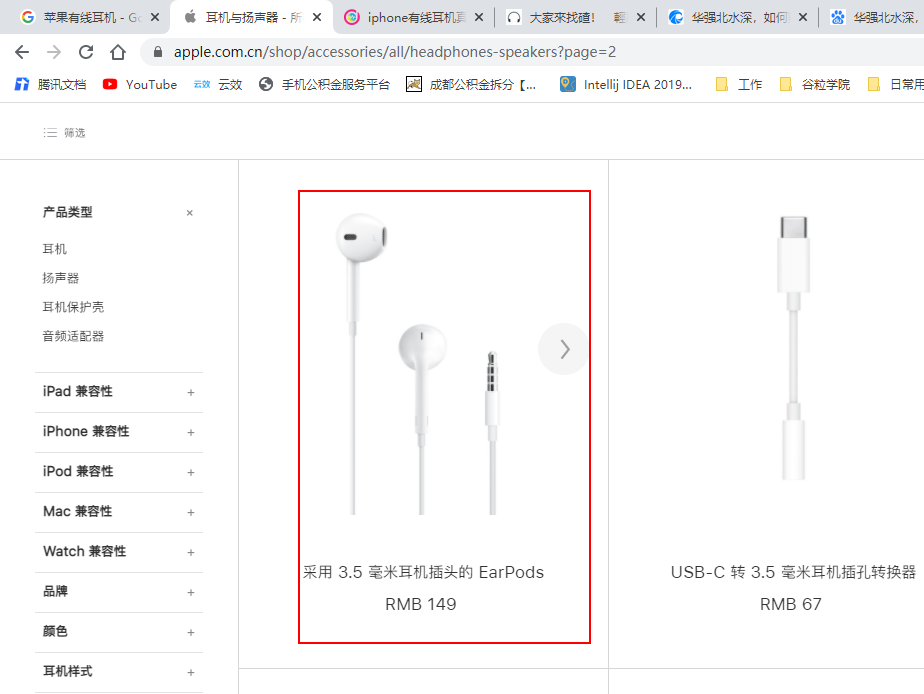 苹果有线耳机 - Go
耳机与扬声器 - 所
iphone有线耳机真
大家來找碴! 輕
华强北水深，如何
华强北水深，
apple.com.cn/shop/accessories/all/headphones-speakers?page=2
腾讯文档
YouTube
云效 云效
手机公积金服务平台
成都公积金拆分【...
Intellij IDEA 2019...
工作
谷粒学院
日常用
筛选
产品类型 ×
耳机
扬声器
耳机保护壳
音频适配器
iPad 兼容性 +
iPhone 兼容性 +
iPod 兼容性 +
Mac 兼容性 +
Watch 兼容性 +
品牌 +
颜色 +
耳机样式 +
采用 3.5 毫米耳机插头的 EarPods
RMB 149
USB-C 转 3.5 毫米耳机插孔转换器
RMB 67